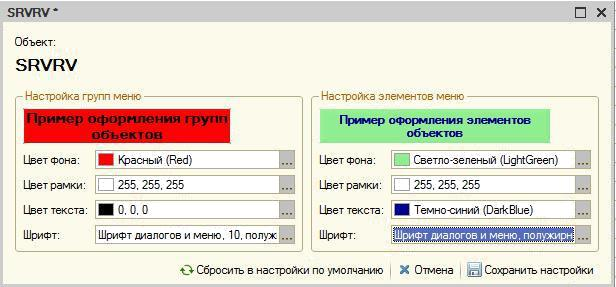 SRVRV *
Объект:
SRVRV
Настройка групп меню
Настройка элементов меню
Пример оформления групп
объектов
Пример оформления элементов
объектов
Цвет фона: Красный (Red) ...
Цвет фона: Светло-зеленый (LightGreen) ...
Цвет рамки: 255, 255, 255 ...
Цвет рамки: 255, 255, 255 ...
Цвет текста: 0, 0, 0 ...
Цвет текста: Темно-синий (DarkBlue) ...
Шрифт: Шрифт диалогов и меню, 10, полуж ...
Шрифт: Шрифт диалогов и меню, полужирн ...
Сбросить в настройки по умолчанию
Отмена
Сохранить настройки